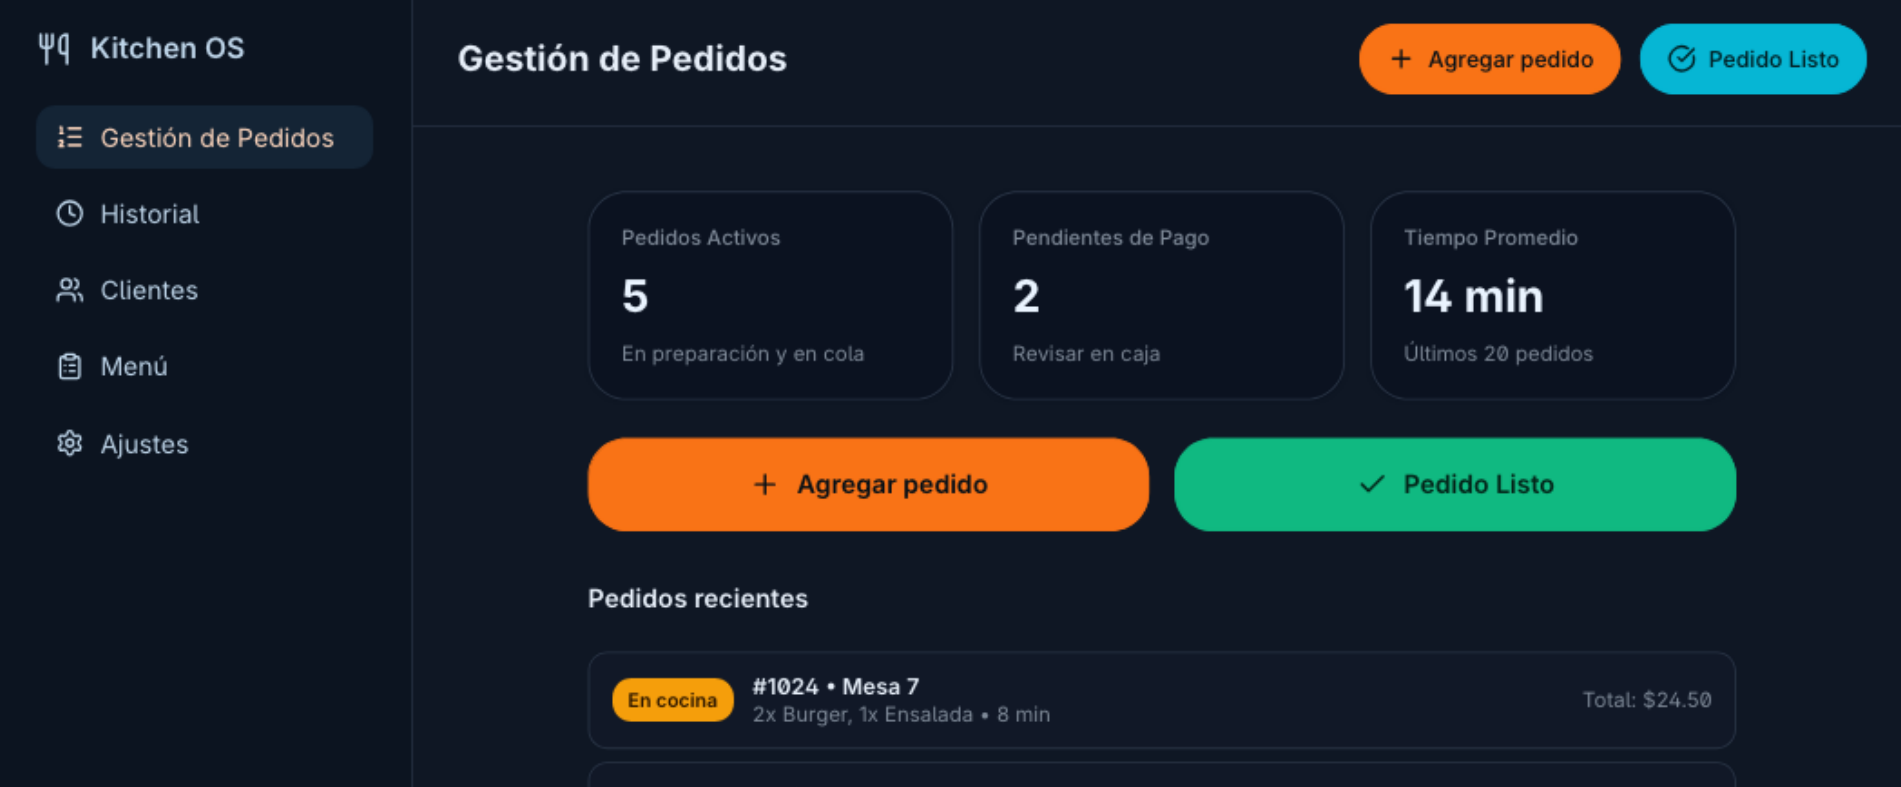 Kitchen OS
Gestión de Pedidos
Historial
Clientes
Menú
Ajustes
Gestión de Pedidos
Agregar pedido
Pedido Listo
Pedidos Activos
5
En preparación y en cola
Pendientes de Pago
2
Revisar en caja
Tiempo Promedio
14 min
Últimos 20 pedidos
Agregar pedido
Pedido Listo
Pedidos recientes
En cocina
#1024 • Mesa 7
2x Burger, 1x Ensalada • 8 min
Total: $24.50